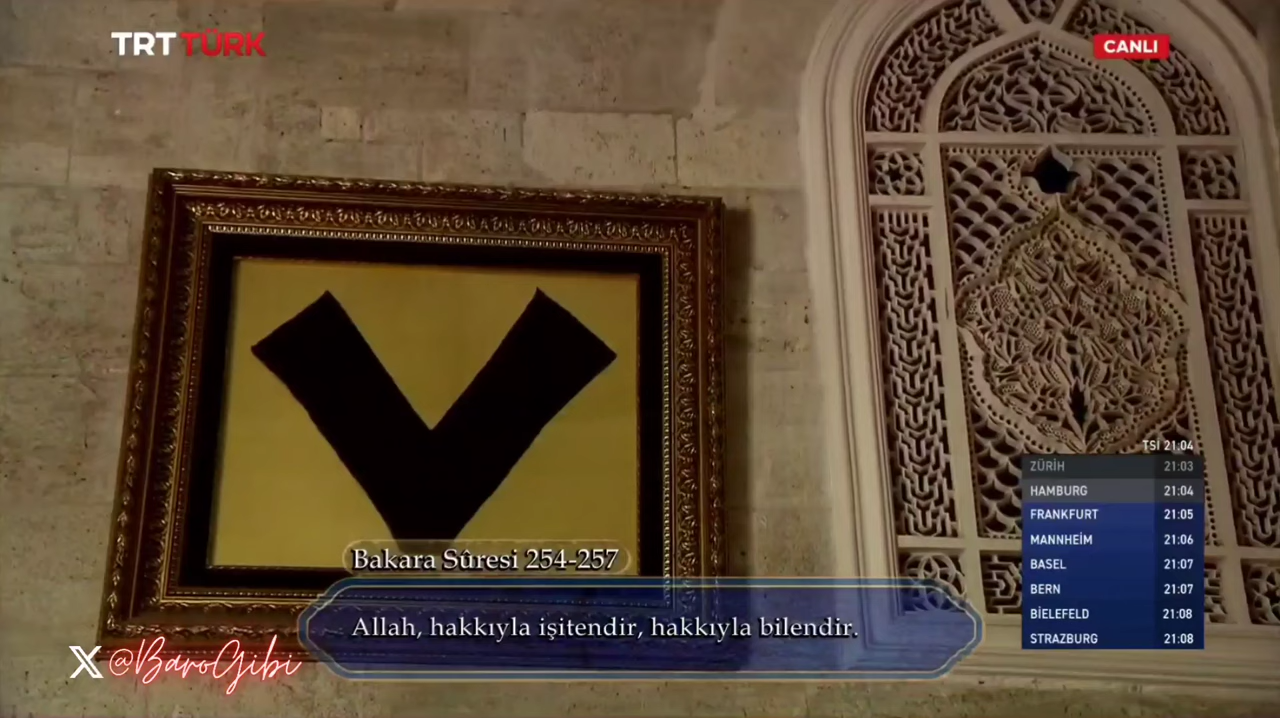 TRT TÜRK
CANLI
TSI 21:04
ZÜRİH 21:03
HAMBURG 21:04
FRANKFURT 21:05
MANNHEİM 21:06
BASEL 21:07
BERN 21:07
BİELEFELD 21:08
STRAZBURG 21:08
Bakara Sûresi 254-257
Allah, hakkıyla işitendir, hakkıyla bilendir.
X @BaroGibi